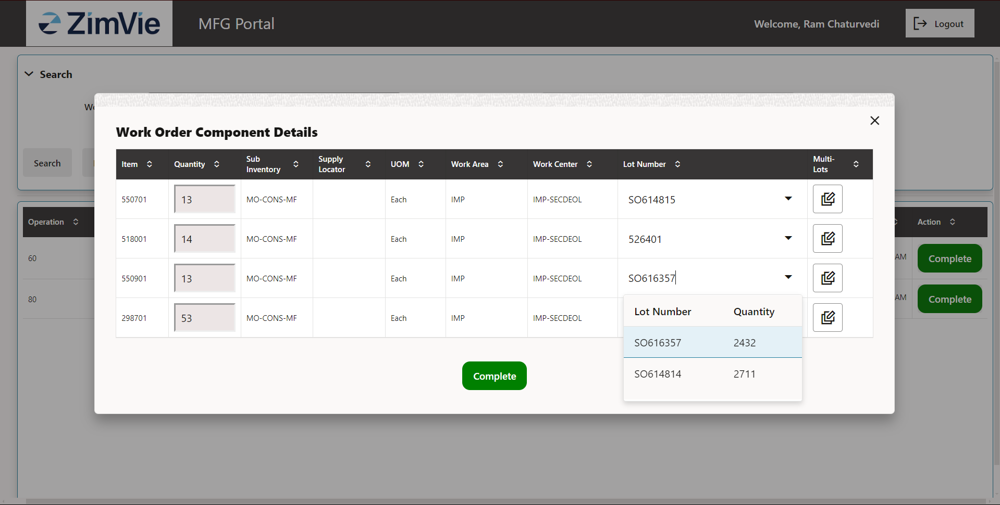 ZimVie
MFG Portal
Welcome, Ram Chaturvedi
Logout
Search
Search
Work Order Component Details
Item Quantity Sub Inventory Supply Locator UOM Work Area Work Center Lot Number Multi-Lots
550701 13 MO-CONS-MF Each IMP IMP-SECDEOL SO614815
518001 14 MO-CONS-MF Each IMP IMP-SECDEOL 526401
550901 13 MO-CONS-MF Each IMP IMP-SECDEOL SO616357
298701 53 MO-CONS-MF Each IMP IMP-SECDEOL
Lot Number Quantity
SO616357 2432
SO614814 2711
Complete
Operation Action
60 AM Complete
80 AM Complete